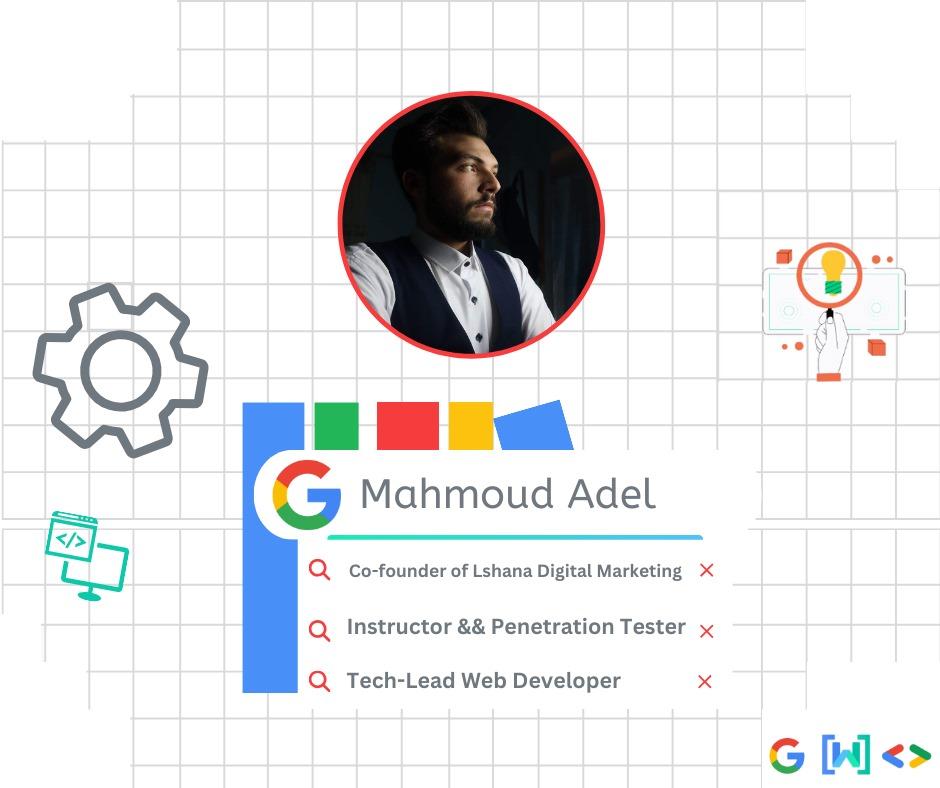 Mahmoud Adel
Co-founder of Lshana Digital Marketing
Instructor && Penetration Tester
Tech-Lead Web Developer